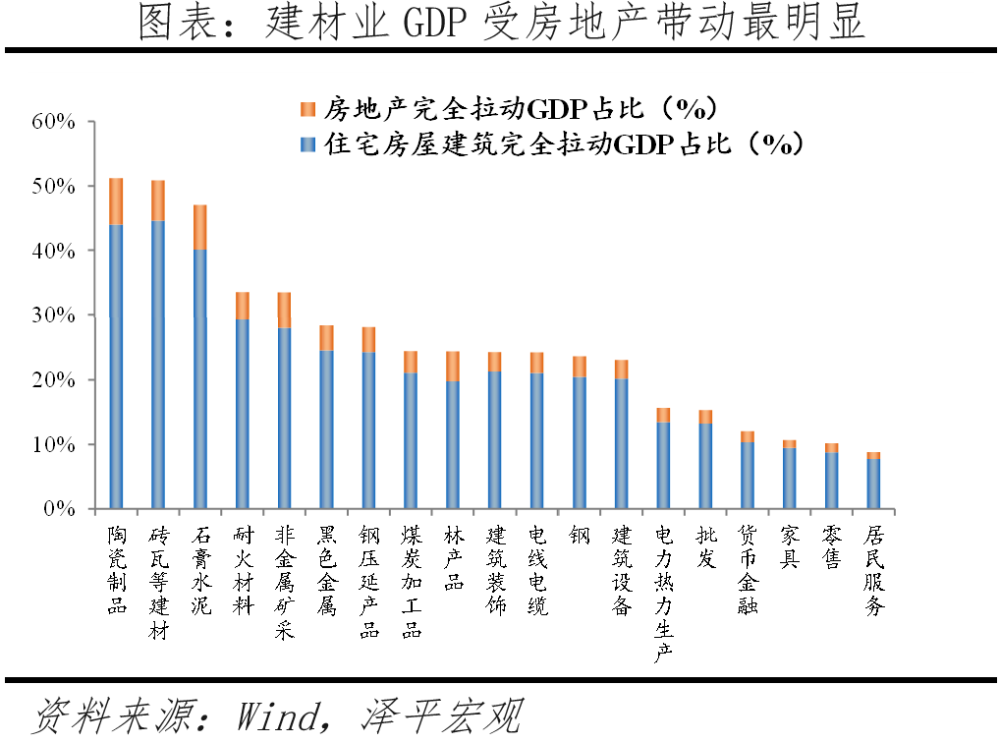 图表：建材业 GDP 受房地产带动最明显
房地产完全拉动GDP占比（%）
住宅房屋建筑完全拉动GDP占比（%）
60%
50%
40%
30%
20%
10%
0%
陶瓷制品
砖瓦等建材
石膏水泥
耐火材料
非金属矿采
黑色金属
钢压延产品
煤炭加工品
林产品
建筑装饰
电线电缆
钢
建筑设备
电力热力生产
批发
货币金融
家具
零售
居民服务
资料来源：Wind，泽平宏观